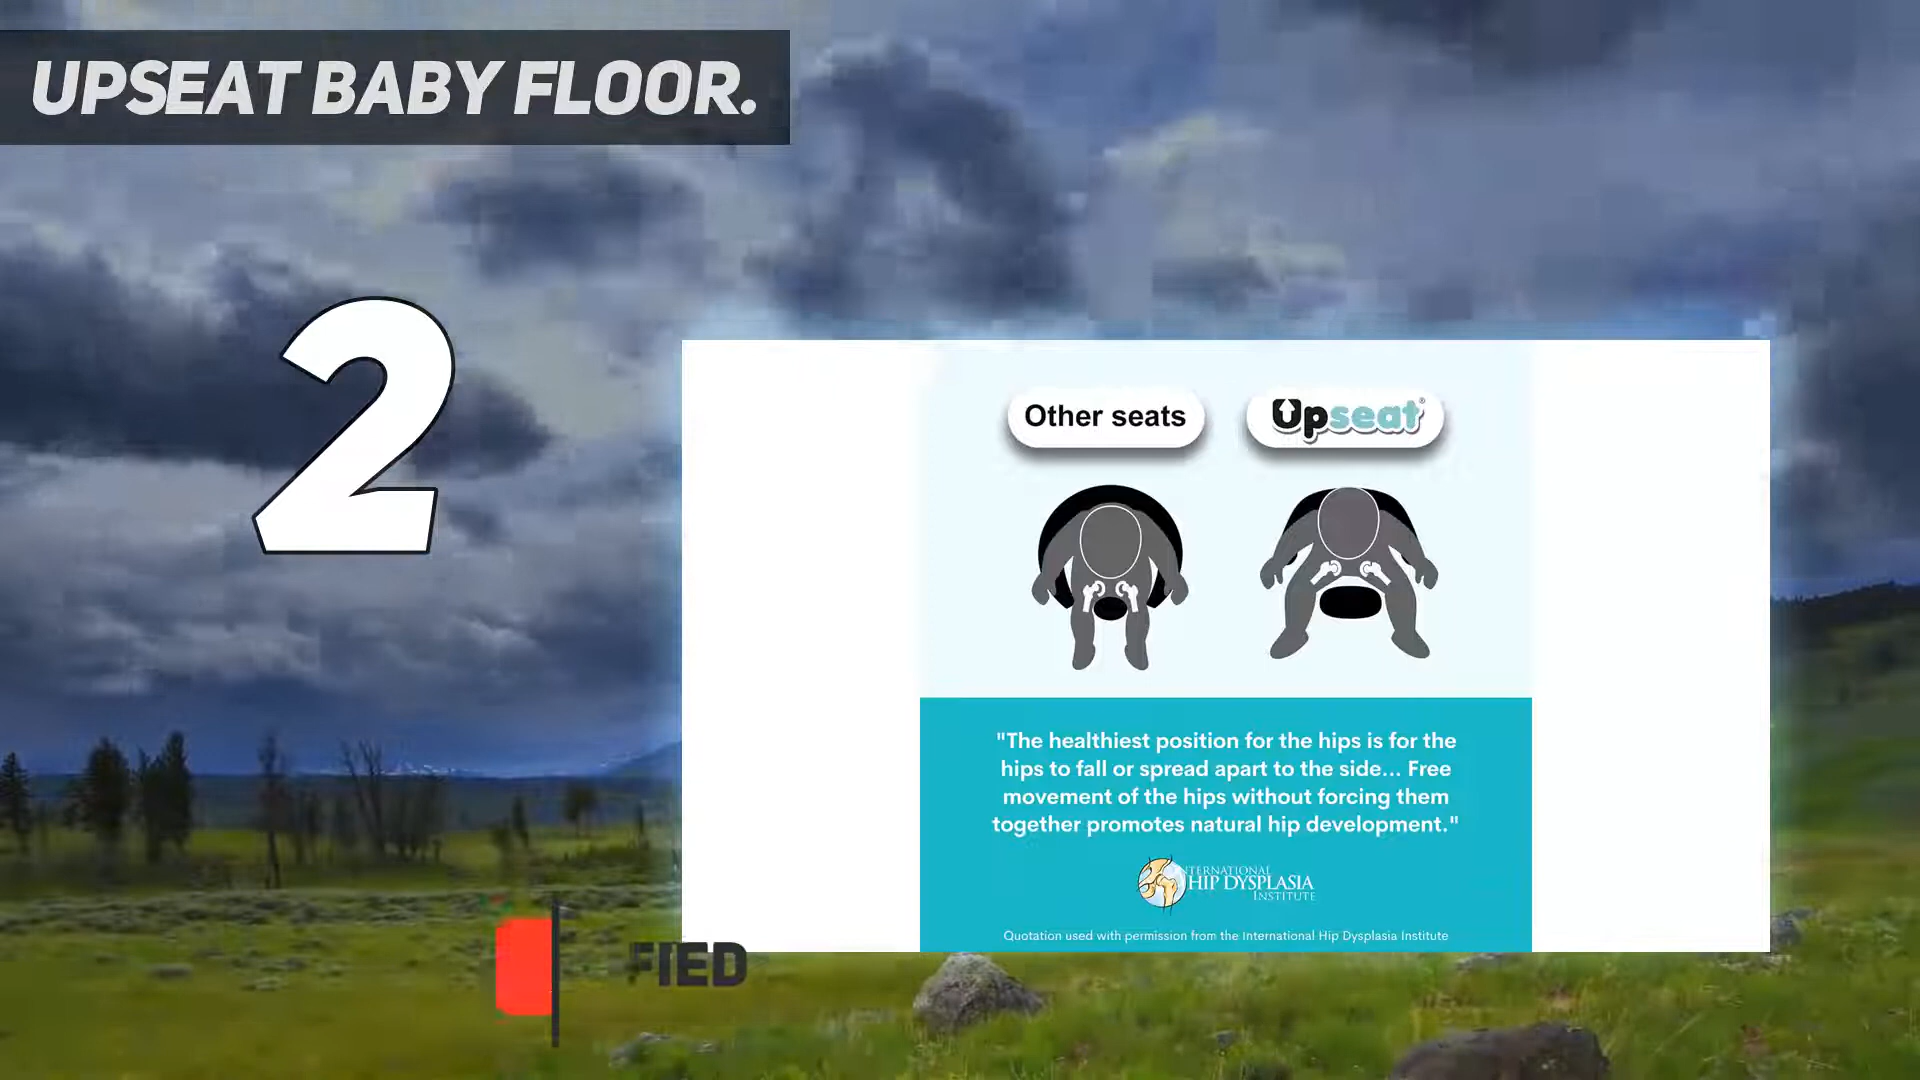 UPSEAT BABY FLOOR.
2
Other seats
Upseat®
"The healthiest position for the hips is for the
hips to fall or spread apart to the side... Free
movement of the hips without forcing them
together promotes natural hip development."
INTERNATIONAL
HIP DYSPLASIA
INSTITUTE
Quotation used with permission from the International Hip Dysplasia Institute
FIED